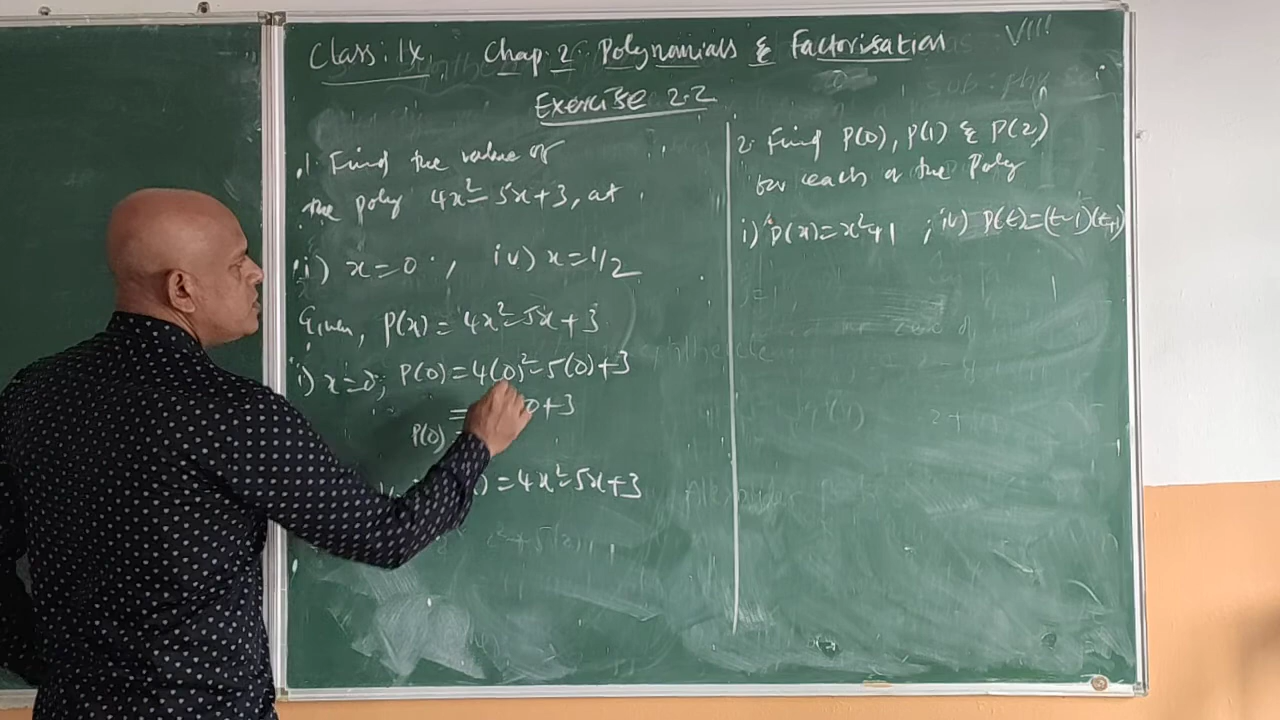 Class: IX, Chap. 2: Polynomials & Factorisation VIII
Exercise 2.2
1. Find the value of
the poly 4x²-5x+3, at
i) x=0, iv) x=1/2
Given, P(x) = 4x²-5x+3
i) x=0, P(0) = 4(0)²-5(0)+3
= 0+3
P(0)
) = 4x²-5x+3
2. Find P(0), P(1) & P(2)
for each of the Poly
i) P(x)=x²+1 ; iv) P(t)=(t-1)(t+1)